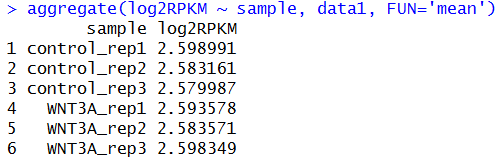 > aggregate(log2RPKM ~ sample, data1, FUN='mean')
sample log2RPKM
1 control_rep1 2.598991
2 control_rep2 2.583161
3 control_rep3 2.579987
4 WNT3A_rep1 2.593578
5 WNT3A_rep2 2.583571
6 WNT3A_rep3 2.598349